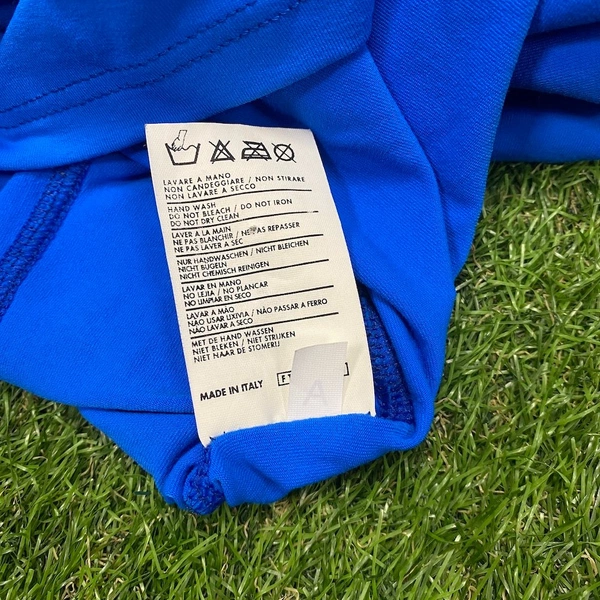 LAVARE A MANO
NON CANDEGGIARE / NON STIRARE
NON LAVARE A SECCO
HAND WASH
DO NOT BLEACH / DO NOT IRON
DO NOT DRY CLEAN
LAVER A LA MAIN
NE PAS BLANCHIR / NE PAS REPASSER
NE PAS LAVER A SEC
NUR HANDWASCHEN / NICHT BLEICHEN
NICHT BUGELN
NICHT CHEMISCH REINIGEN
LAVAR EN MANO
NO LEJIA / NO PLANCAR
NO LIMPIAR EN SECO
LAVAR A MÃO
NÃO USAR LIXIVIA / NÃO PASSAR A FERRO
NÃO LAVAR A SECO
MET DE HAND WASSEN
NIET BLEKEN / NIET STRIJKEN
NIET NAAR DE STOMERIJ
MADE IN ITALY
F
A